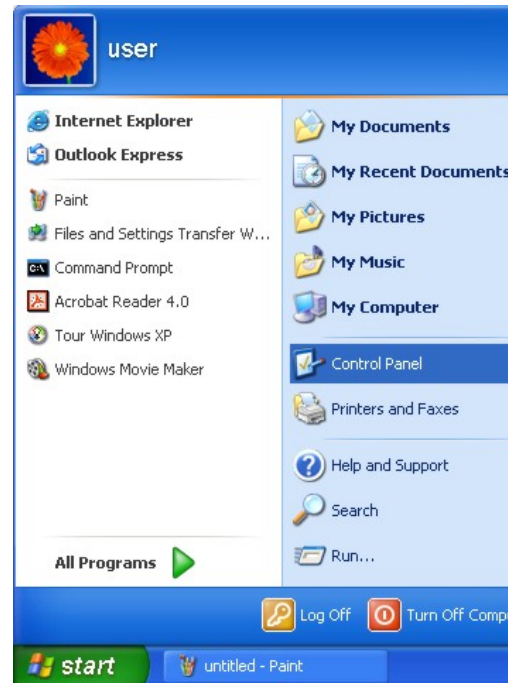 user
Internet Explorer
Outlook Express
Paint
Files and Settings Transfer W...
C:\
Command Prompt
Acrobat Reader 4.0
Tour Windows XP
Windows Movie Maker
All Programs
My Documents
My Recent Documents
My Pictures
My Music
My Computer
Control Panel
Printers and Faxes
Help and Support
Search
Run...
Log Off
Turn Off Comp
start
untitled - Paint